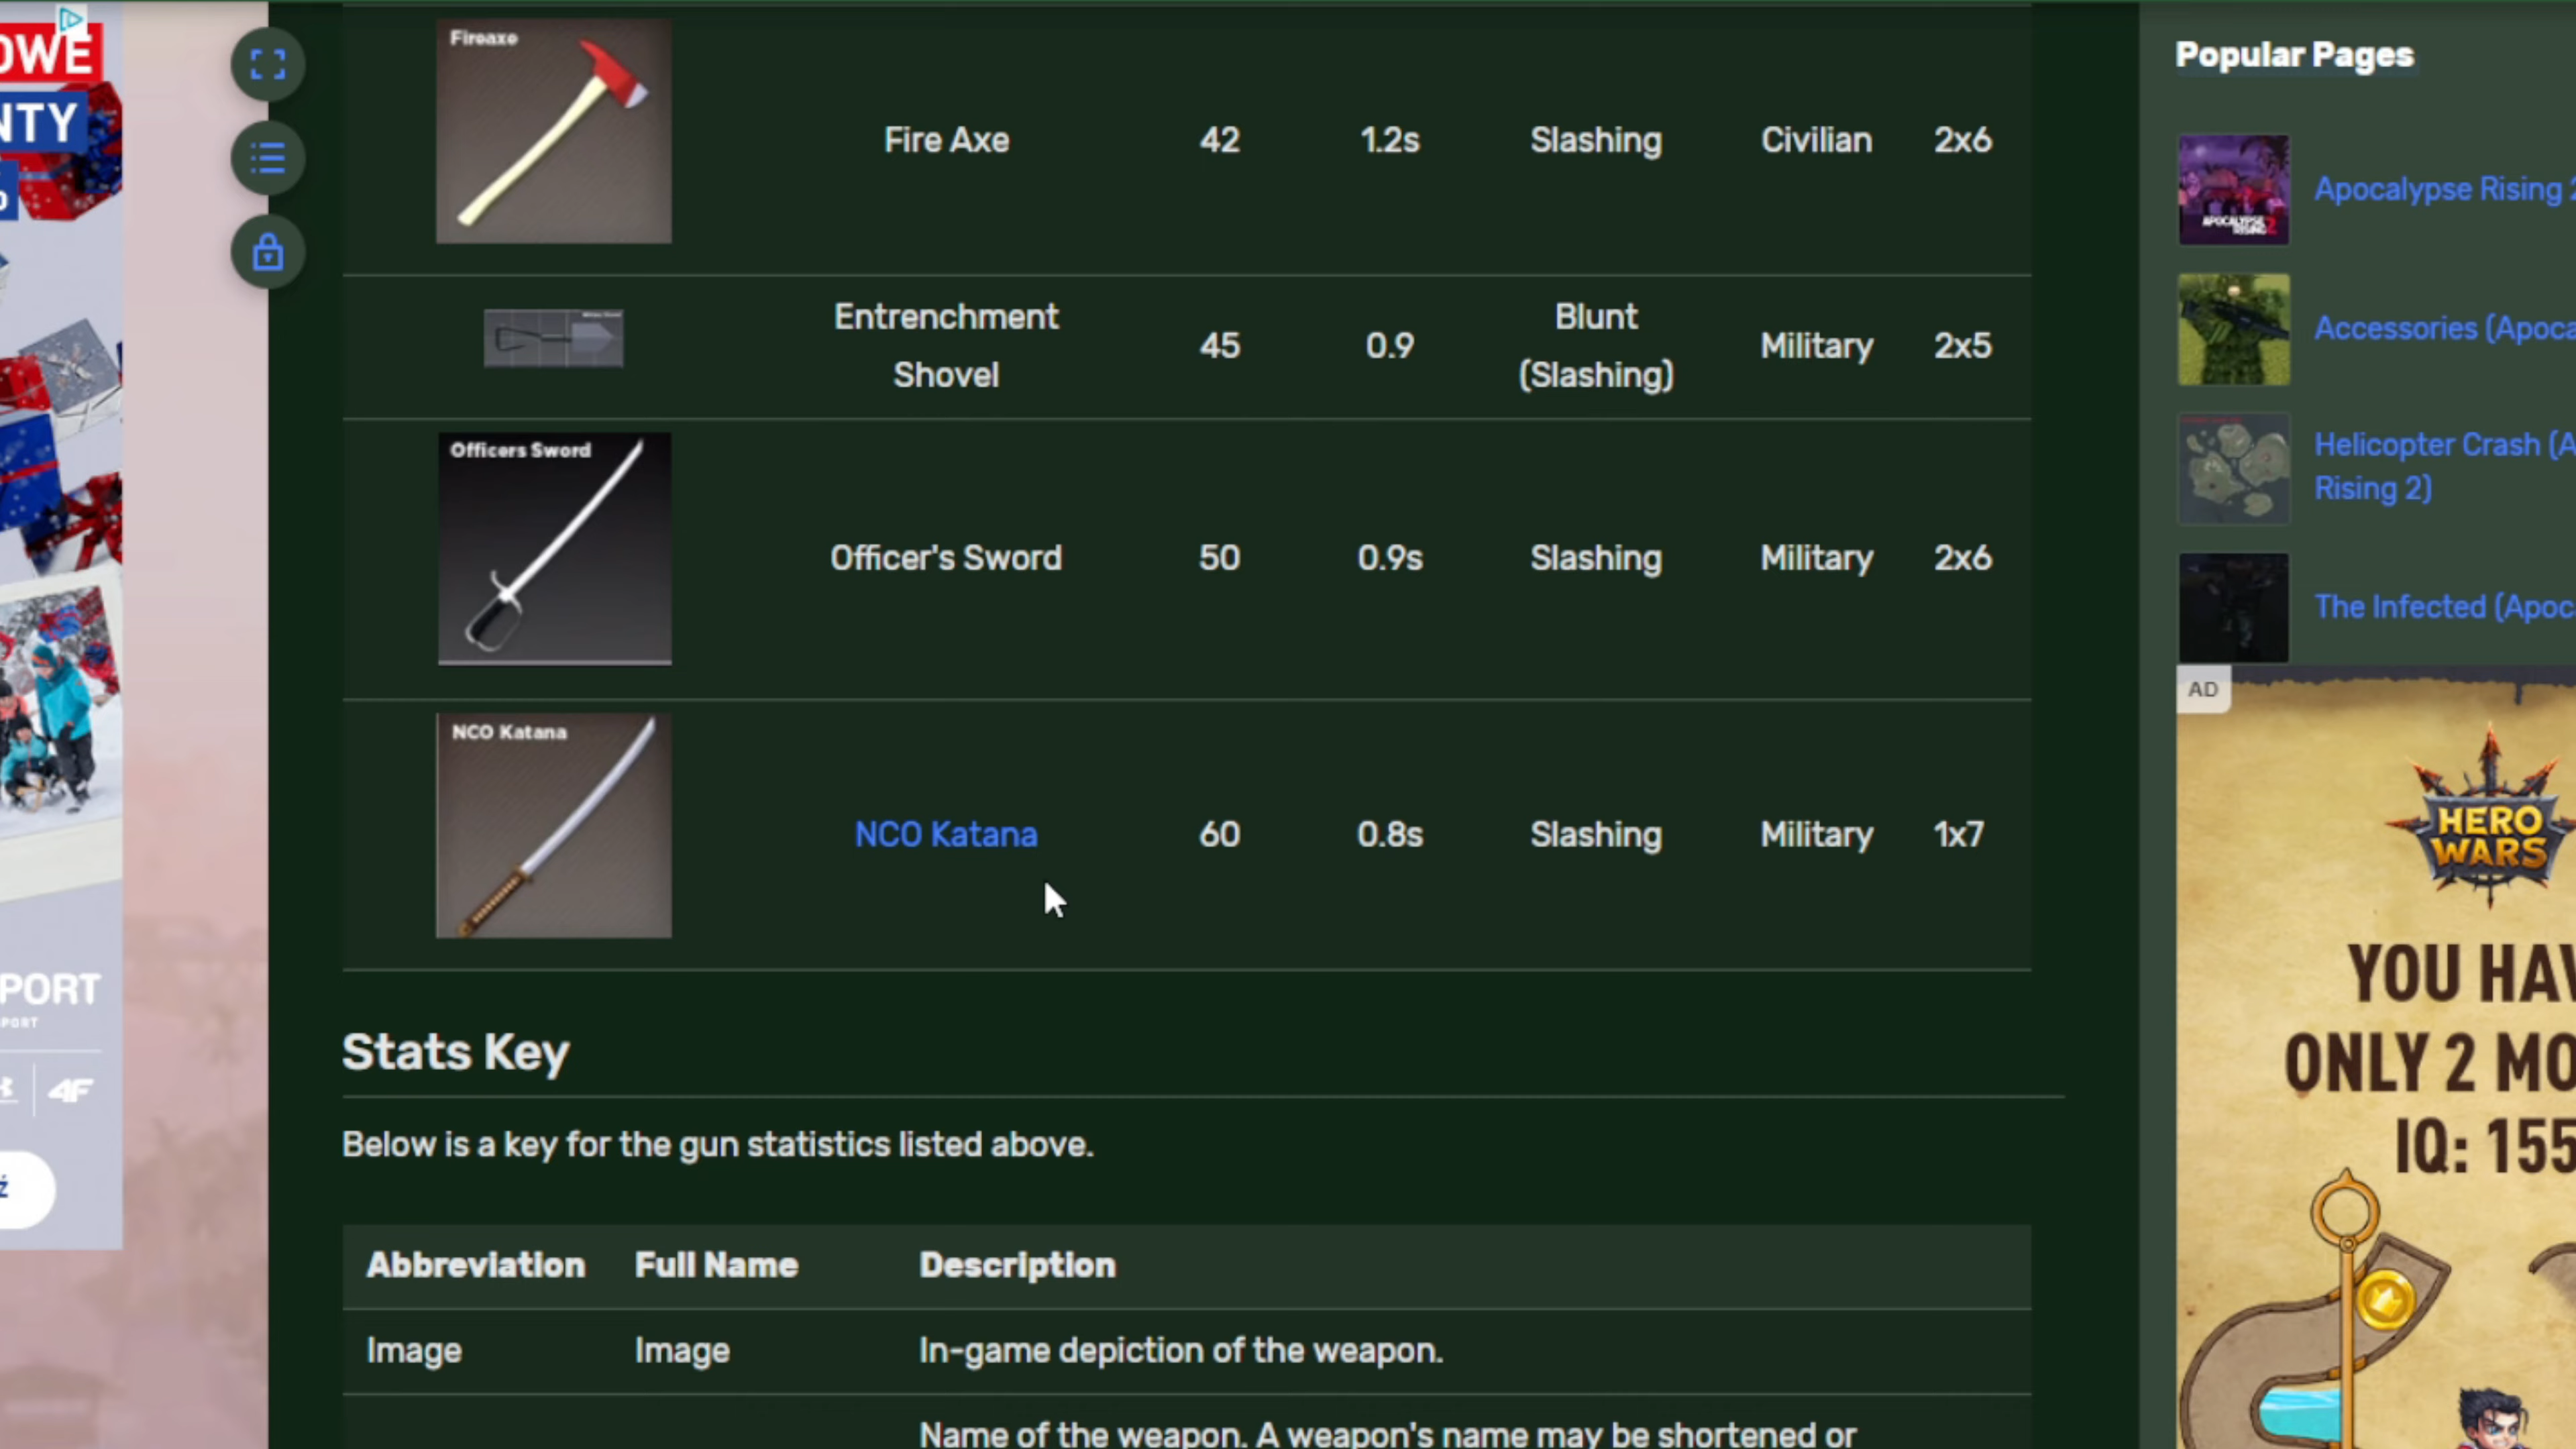 OWE
NTY
PORT
PORT
4F
Ź
Fireaxe
Fire Axe 42 1.2s Slashing Civilian 2x6
Entrenchment
Shovel
45 0.9
Blunt
(Slashing)
Military 2x5
Officers Sword
Officer's Sword 50 0.9s Slashing Military 2x6
NCO Katana
NCO Katana 60 0.8s Slashing Military 1x7
Stats Key
Below is a key for the gun statistics listed above.
Abbreviation Full Name Description
Image Image In-game depiction of the weapon.
Name of the weapon. A weapon's name may be shortened or
Popular Pages
APOCALYPSE
RISING 2
Apocalypse Rising 2
Accessories (Apoca
Helicopter Crash (A
Rising 2)
The Infected (Apoc
AD
HERO
WARS
YOU HAV
ONLY 2 MO
IQ: 155